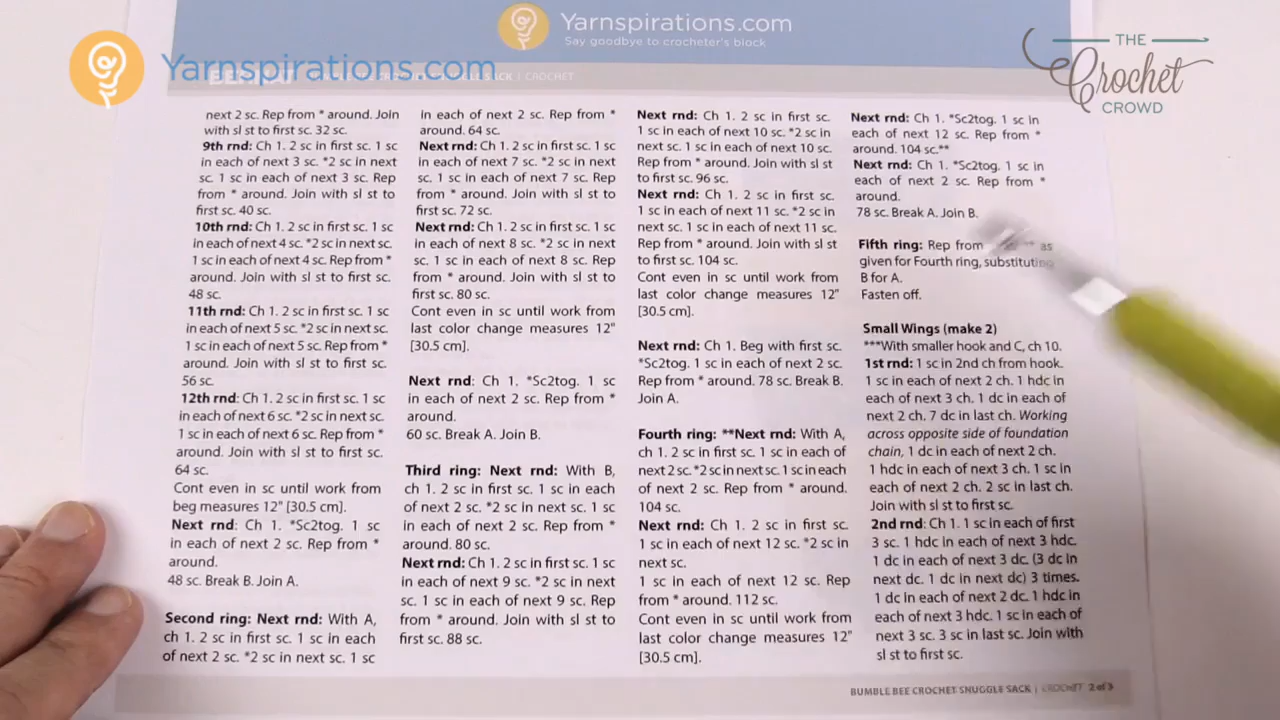 Yarnspirations.com
Say goodbye to crocheter's block
Yarnspirations.com
THE
Crochet
CROWD
SACK | CROCHET
next 2 sc. Rep from * around. Join
with sl st to first sc. 32 sc.
9th rnd: Ch 1. 2 sc in first sc. 1 sc
in each of next 3 sc. *2 sc in next
sc. 1 sc in each of next 3 sc. Rep
from * around. Join with sl st to
first sc. 40 sc.
10th rnd: Ch 1. 2 sc in first sc. 1 sc
in each of next 4 sc. *2 sc in next sc.
1 sc in each of next 4 sc. Rep from *
around. Join with sl st to first sc.
48 sc.
11th rnd: Ch 1. 2 sc in first sc. 1 sc
in each of next 5 sc. *2 sc in next sc.
1 sc in each of next 5 sc. Rep from *
around. Join with sl st to first sc.
56 sc.
12th rnd: Ch 1. 2 sc in first sc. 1 sc
in each of next 6 sc. *2 sc in next sc.
1 sc in each of next 6 sc. Rep from *
around. Join with sl st to first sc.
64 sc.
Cont even in sc until work from
beg measures 12" [30.5 cm].
Next rnd: Ch 1. *Sc2tog. 1 sc
in each of next 2 sc. Rep from *
around.
48 sc. Break B. Join A.
Second ring: Next rnd: With A,
ch 1. 2 sc in first sc. 1 sc in each
of next 2 sc. *2 sc in next sc. 1 sc
in each of next 2 sc. Rep from *
around. 64 sc.
Next rnd: Ch 1. 2 sc in first sc. 1 sc
in each of next 7 sc. *2 sc in next
sc. 1 sc in each of next 7 sc. Rep
from * around. Join with sl st to
first sc. 72 sc.
Next rnd: Ch 1. 2 sc in first sc. 1 sc
in each of next 8 sc. *2 sc in next
sc. 1 sc in each of next 8 sc. Rep
from * around. Join with sl st to
first sc. 80 sc.
Cont even in sc until work from
last color change measures 12"
[30.5 cm].
Next rnd: Ch 1. *Sc2tog. 1 sc
in each of next 2 sc. Rep from *
around.
60 sc. Break A. Join B.
Third ring: Next rnd: With B,
ch 1. 2 sc in first sc. 1 sc in each
of next 2 sc. *2 sc in next sc. 1 sc
in each of next 2 sc. Rep from *
around. 80 sc.
Next rnd: Ch 1. 2 sc in first sc. 1 sc
in each of next 9 sc. *2 sc in next
sc. 1 sc in each of next 9 sc. Rep
from * around. Join with sl st to
first sc. 88 sc.
Next rnd: Ch 1. 2 sc in first sc.
1 sc in each of next 10 sc. *2 sc in
next sc. 1 sc in each of next 10 sc.
Rep from * around. Join with sl st
to first sc. 96 sc.
Next rnd: Ch 1. 2 sc in first sc.
1 sc in each of next 11 sc. *2 sc in
next sc. 1 sc in each of next 11 sc.
Rep from * around. Join with sl st
to first sc. 104 sc.
Cont even in sc until work from
last color change measures 12"
[30.5 cm].
Next rnd: Ch 1. Beg with first sc.
*Sc2tog. 1 sc in each of next 2 sc.
Rep from * around. 78 sc. Break B.
Join A.
Fourth ring: **Next rnd: With A,
ch 1. 2 sc in first sc. 1 sc in each of
next 2 sc. *2 sc in next sc. 1 sc in each
of next 2 sc. Rep from * around.
104 sc.
Next rnd: Ch 1. 2 sc in first sc.
1 sc in each of next 12 sc. *2 sc in
next sc.
1 sc in each of next 12 sc. Rep
from * around. 112 sc.
Cont even in sc until work from
last color change measures 12"
[30.5 cm].
Next rnd: Ch 1. *Sc2tog. 1 sc in
each of next 12 sc. Rep from *
around. 104 sc.**
Next rnd: Ch 1. *Sc2tog. 1 sc in
each of next 2 sc. Rep from *
around.
78 sc. Break A. Join B.
Fifth ring: Rep from as
given for Fourth ring, substituting
B for A.
Fasten off.
Small Wings (make 2)
***With smaller hook and C, ch 10.
1st rnd: 1 sc in 2nd ch from hook.
1 sc in each of next 2 ch. 1 hdc in
each of next 3 ch. 1 dc in each of
next 2 ch. 7 dc in last ch. Working
across opposite side of foundation
chain, 1 dc in each of next 2 ch.
1 hdc in each of next 3 ch. 1 sc in
each of next 2 ch. 2 sc in last ch.
Join with sl st to first sc.
2nd rnd: Ch 1. 1 sc in each of first
3 sc. 1 hdc in each of next 3 hdc.
1 dc in each of next 3 dc. (3 dc in
next dc. 1 dc in next dc) 3 times.
1 dc in each of next 2 dc. 1 hdc in
each of next 3 hdc. 1 sc in each of
next 3 sc. 3 sc in last sc. Join with
sl st to first sc.
BUMBLE BEE CROCHET SNUGGLE SACK | CROCHET 2 of 3